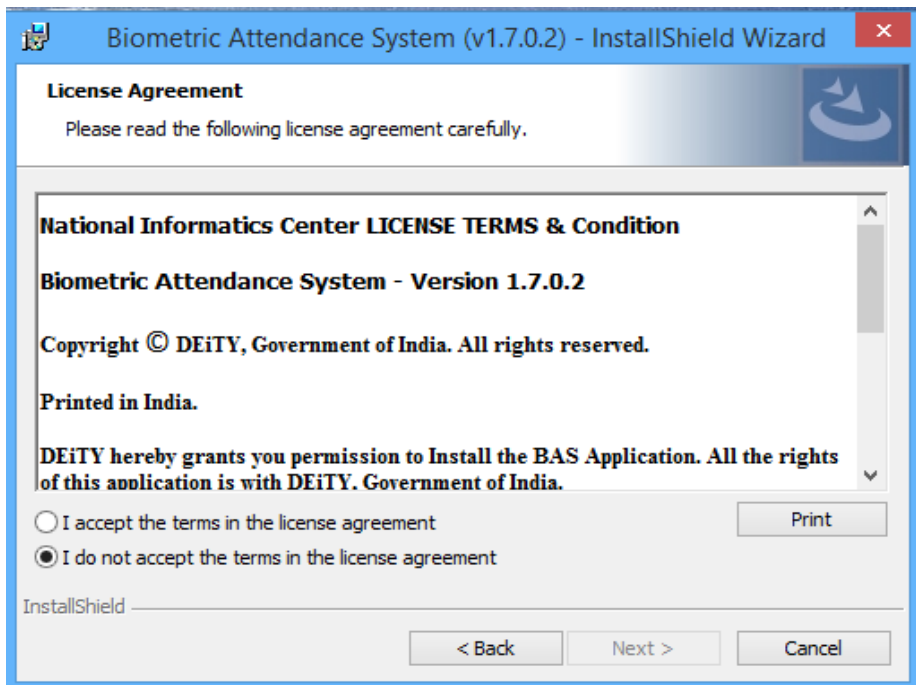 Biometric Attendance System (v1.7.0.2) - InstallShield Wizard
License Agreement
Please read the following license agreement carefully.
National Informatics Center LICENSE TERMS & Condition
Biometric Attendance System - Version 1.7.0.2
Copyright © DEiTY, Government of India. All rights reserved.
Printed in India.
DEiTY hereby grants you permission to Install the BAS Application. All the rights
of this application is with DEiTY, Government of India.
I accept the terms in the license agreement
Print
I do not accept the terms in the license agreement
InstallShield
< Back Next > Cancel